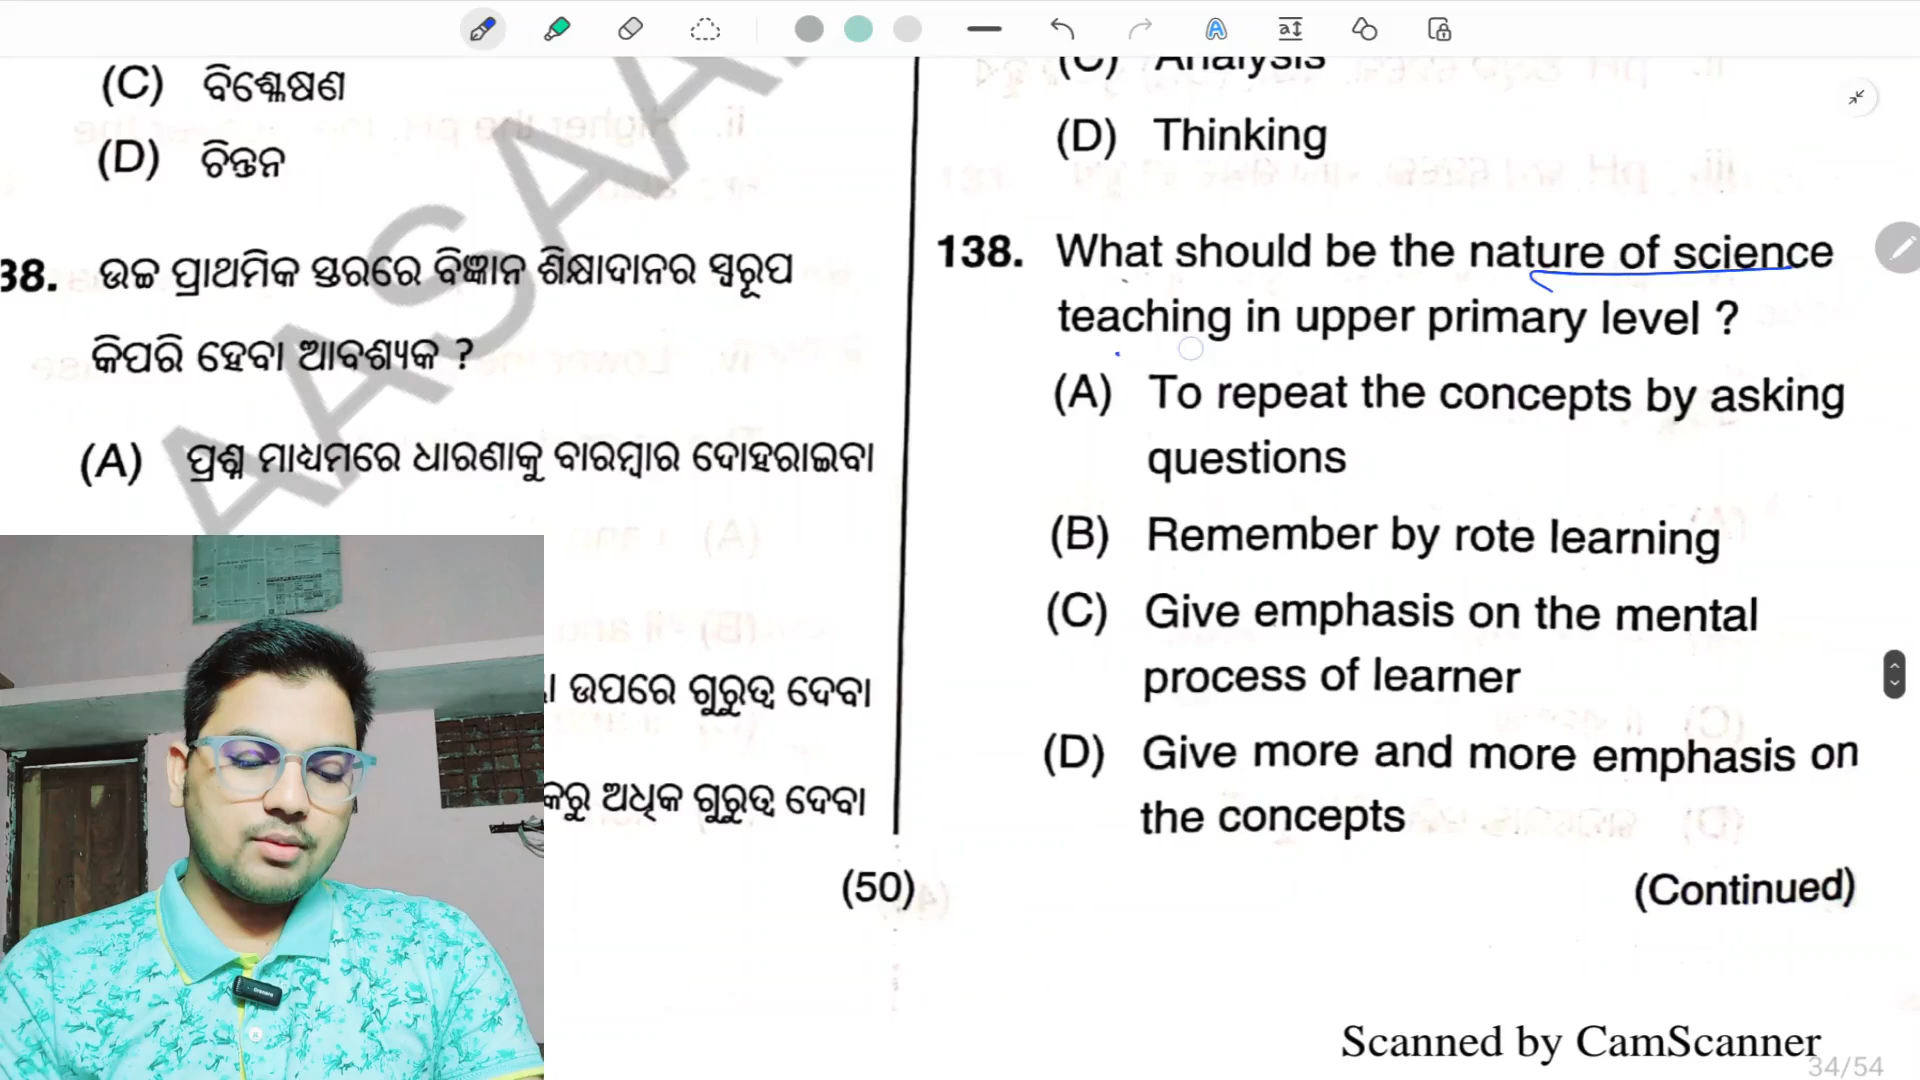 (C) ବିଶ୍ଳେଷଣ
(D) ଚିନ୍ତନ
38. ଉଚ୍ଚ ପ୍ରାଥମିକ ସ୍ତରରେ ବିଜ୍ଞାନ ଶିକ୍ଷାଦାନର ସ୍ୱରୂପ
କିପରି ହେବା ଆବଶ୍ୟକ ?
(A) ପ୍ରଶ୍ନ ମାଧ୍ୟମରେ ଧାରଣାକୁ ବାରମ୍ବାର ଦୋହରାଇବା
ଉପରେ ଗୁରୁତ୍ୱ ଦେବା
ଅଧିକ ଗୁରୁତ୍ୱ ଦେବା
(50)
(C) Analysis
(D) Thinking
138. What should be the nature of science
teaching in upper primary level ?
(A) To repeat the concepts by asking
questions
(B) Remember by rote learning
(C) Give emphasis on the mental
process of learner
(D) Give more and more emphasis on
the concepts
(Continued)
Scanned by CamScanner
34/54